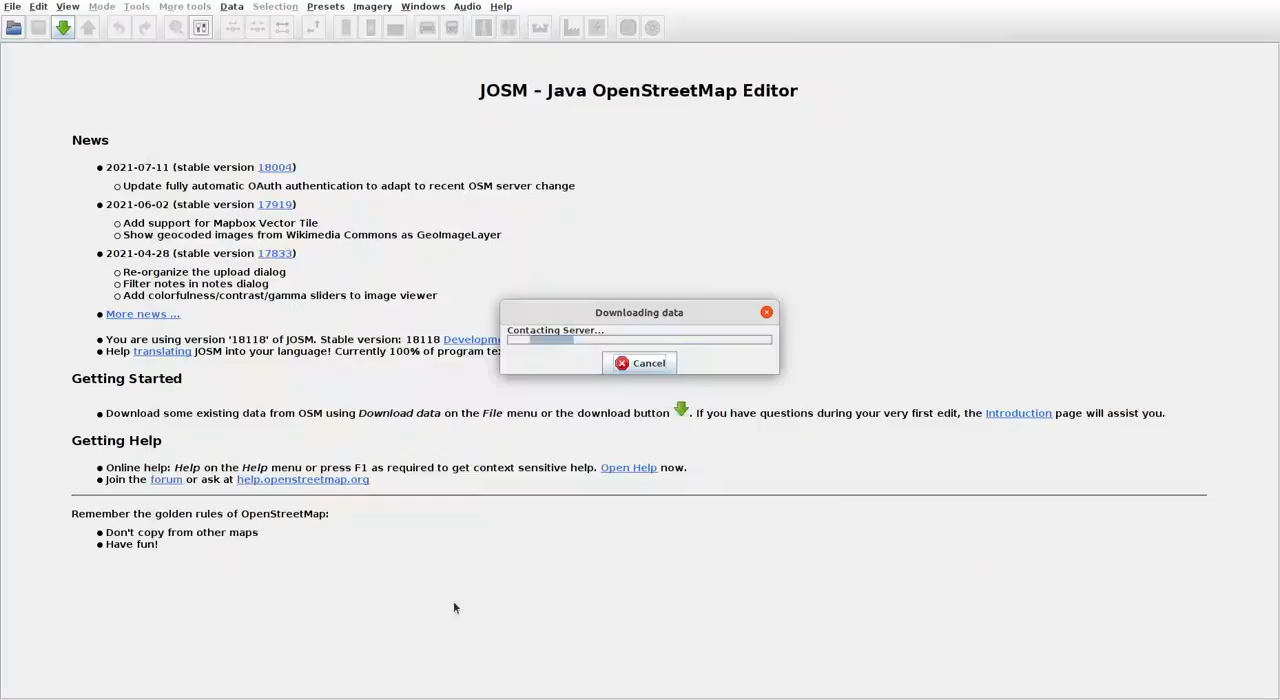 File Edit View Mode Tools More tools Data Selection Presets Imagery Windows Audio Help
JOSM – Java OpenStreetMap Editor
News
2021-07-11 (stable version 18004)
Update fully automatic OAuth authentication to adapt to recent OSM server change
2021-06-02 (stable version 17919)
Add support for Mapbox Vector Tile
Show geocoded images from Wikimedia Commons as GeoImageLayer
2021-04-28 (stable version 17833)
Re-organize the upload dialog
Filter notes in notes dialog
Add colorfulness/contrast/gamma sliders to image viewer
More news ...
You are using version '18118' of JOSM. Stable version: 18118 Developm
Help translating JOSM into your language! Currently 100% of program te
Downloading data
Contacting Server...
Cancel
Getting Started
Download some existing data from OSM using Download data on the File menu or the download button . If you have questions during your very first edit, the Introduction page will assist you.
Getting Help
Online help: Help on the Help menu or press F1 as required to get context sensitive help. Open Help now.
Join the forum or ask at help.openstreetmap.org
Remember the golden rules of OpenStreetMap:
Don't copy from other maps
Have fun!